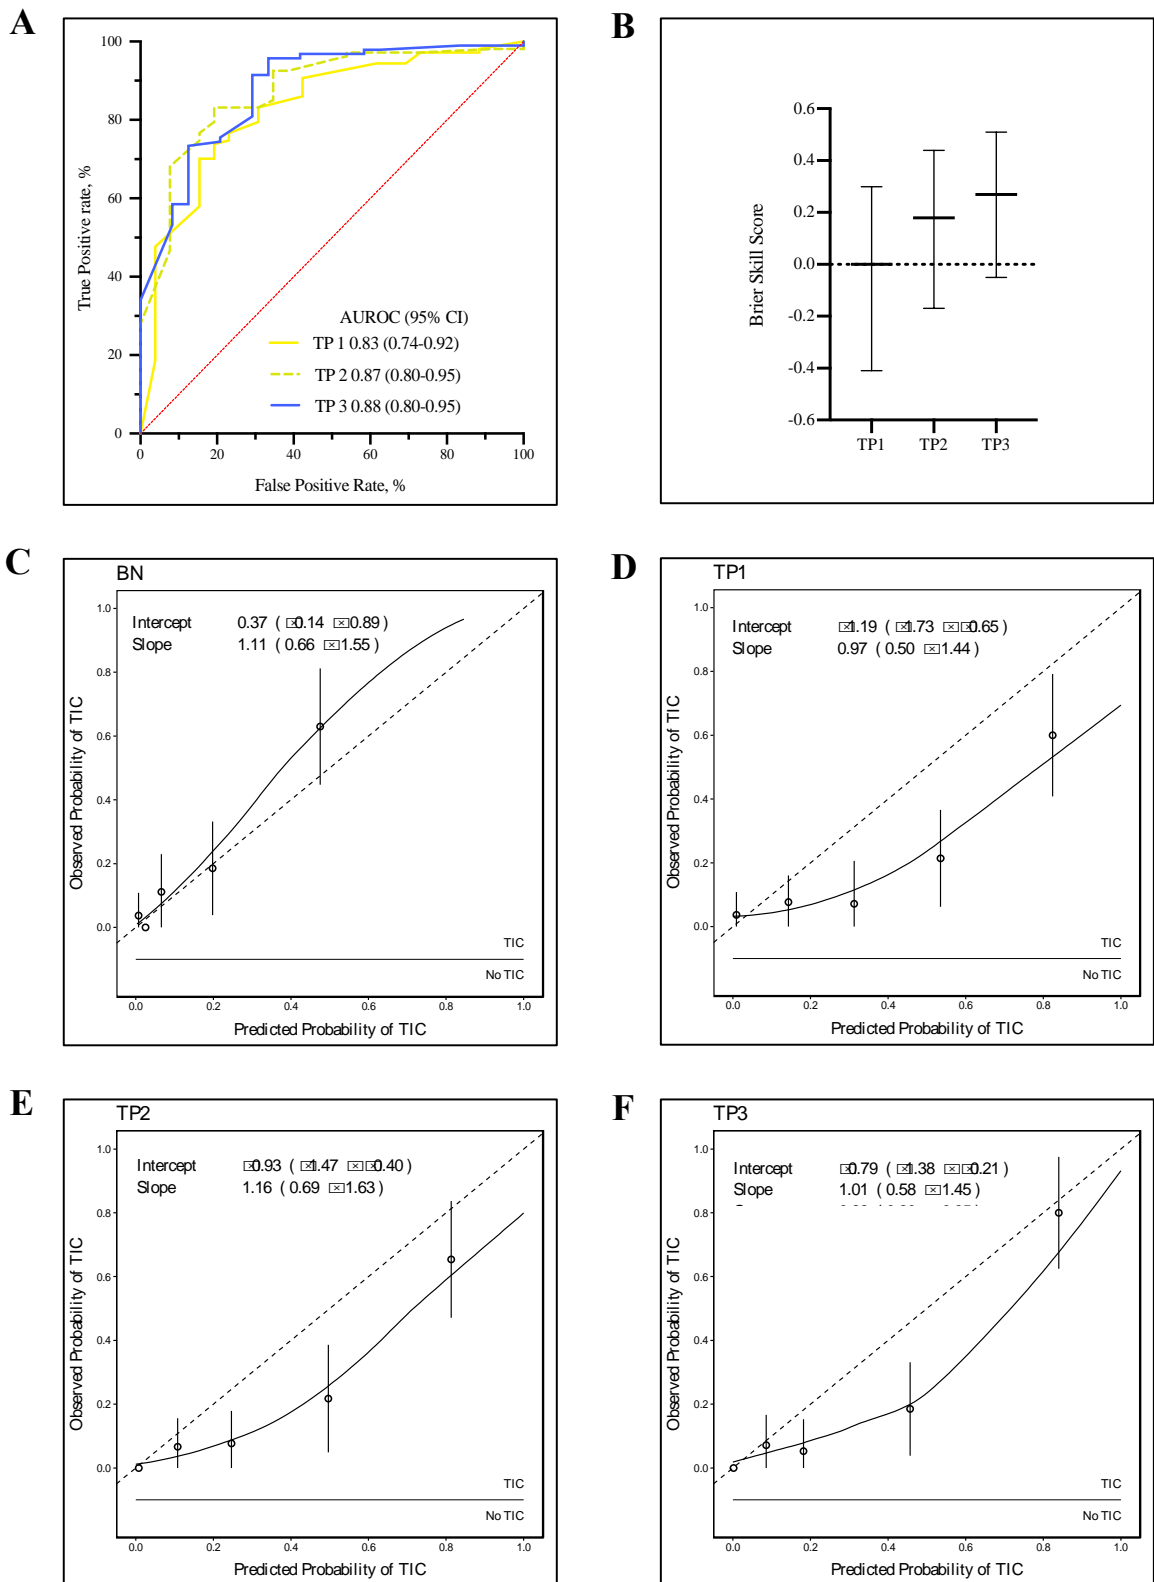 A
100
80
60
40
20
0
True Positive rate, %
AUROC (95% CI)
TP 1 0.83 (0.74-0.92)
TP 2 0.87 (0.80-0.95)
TP 3 0.88 (0.80-0.95)
0 20 40 60 80 100
False Positive Rate, %
B
0.6
0.4
0.2
0.0
-0.2
-0.4
-0.6
Brier Skill Score
TP1 TP2 TP3
C
BN
Intercept 0.37 ( 0.14 0.89 )
Slope 1.11 ( 0.66 1.55 )
1.0
0.8
0.6
0.4
0.2
0.0
Observed Probability of TIC
TIC
No TIC
0.0 0.2 0.4 0.6 0.8 1.0
Predicted Probability of TIC
D
TP1
Intercept 1.19 ( 1.73 0.65 )
Slope 0.97 ( 0.50 1.44 )
1.0
0.8
0.6
0.4
0.2
0.0
Observed Probability of TIC
TIC
No TIC
0.0 0.2 0.4 0.6 0.8 1.0
Predicted Probability of TIC
E
TP2
Intercept 0.93 ( 1.47 0.40 )
Slope 1.16 ( 0.69 1.63 )
1.0
0.8
0.6
0.4
0.2
0.0
Observed Probability of TIC
TIC
No TIC
0.0 0.2 0.4 0.6 0.8 1.0
Predicted Probability of TIC
F
TP3
Intercept 0.79 ( 1.38 0.21 )
Slope 1.01 ( 0.58 1.45 )
1.0
0.8
0.6
0.4
0.2
0.0
Observed Probability of TIC
TIC
No TIC
0.0 0.2 0.4 0.6 0.8 1.0
Predicted Probability of TIC